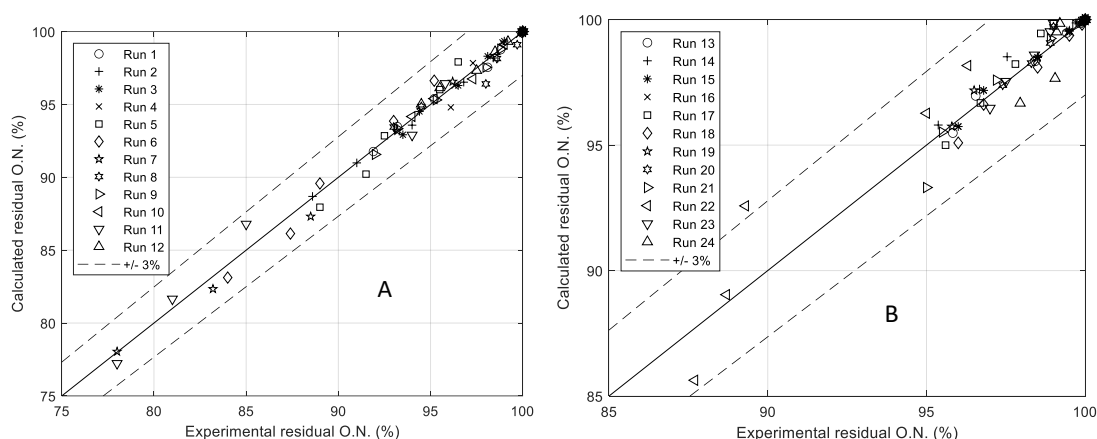 100
95
90
85
80
75
Calculated residual O.N. (%)
Run 1
Run 2
Run 3
Run 4
Run 5
Run 6
Run 7
Run 8
Run 9
Run 10
Run 11
Run 12
+/- 3%
A
75 80 85 90 95 100
Experimental residual O.N. (%)
100
95
90
85
Calculated residual O.N. (%)
Run 13
Run 14
Run 15
Run 16
Run 17
Run 18
Run 19
Run 20
Run 21
Run 22
Run 23
Run 24
+/- 3%
B
85 90 95 100
Experimental residual O.N. (%)